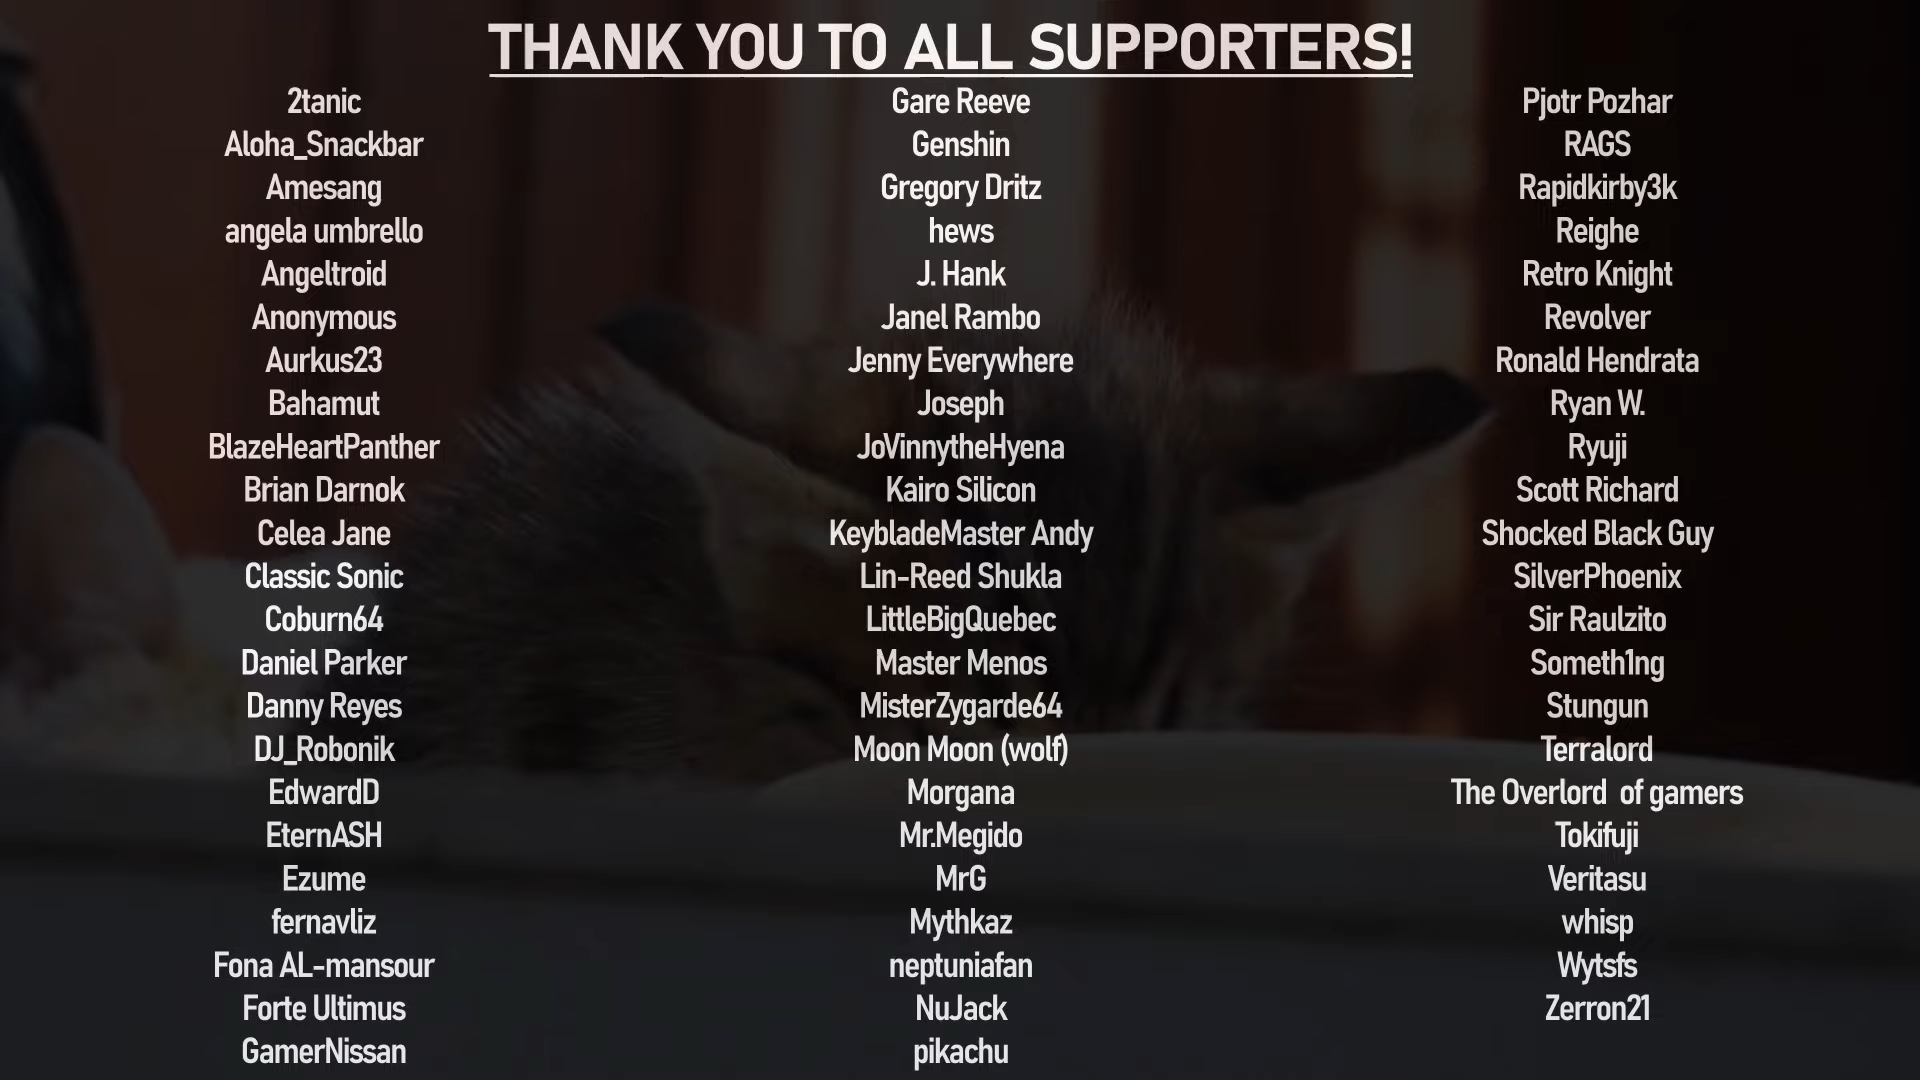 THANK YOU TO ALL SUPPORTERS!
2tanic
Aloha_Snackbar
Amesang
angela umbrello
Angeltroid
Anonymous
Aurkus23
Bahamut
BlazeHeartPanther
Brian Darnok
Celea Jane
Classic Sonic
Coburn64
Daniel Parker
Danny Reyes
DJ_Robonik
EdwardD
EternASH
Ezume
fernavliz
Fona AL-mansour
Forte Ultimus
GamerNissan
Gare Reeve
Genshin
Gregory Dritz
hews
J. Hank
Janel Rambo
Jenny Everywhere
Joseph
JoVinnytheHyena
Kairo Silicon
KeybladeMaster Andy
Lin-Reed Shukla
LittleBigQuebec
Master Menos
MisterZygarde64
Moon Moon (wolf)
Morgana
Mr.Megido
MrG
Mythkaz
neptuniafan
NuJack
pikachu
Pjotr Pozhar
RAGS
Rapidkirby3k
Reighe
Retro Knight
Revolver
Ronald Hendrata
Ryan W.
Ryuji
Scott Richard
Shocked Black Guy
SilverPhoenix
Sir Raulzito
Someth1ng
Stungun
Terralord
The Overlord  of gamers
Tokifuji
Veritasu
whisp
Wytsfs
Zerron21